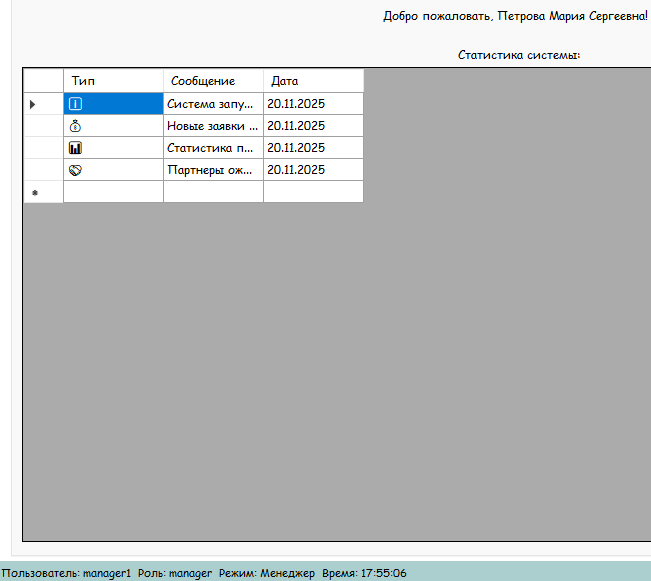 Добро пожаловать, Петрова Мария Сергеевна!
Статистика системы:
Тип Сообщение Дата
Система запу... 20.11.2025
Новые заявки ... 20.11.2025
Статистика п... 20.11.2025
Партнеры ож... 20.11.2025
Пользователь: manager1 Роль: manager Режим: Менеджер Время: 17:55:06